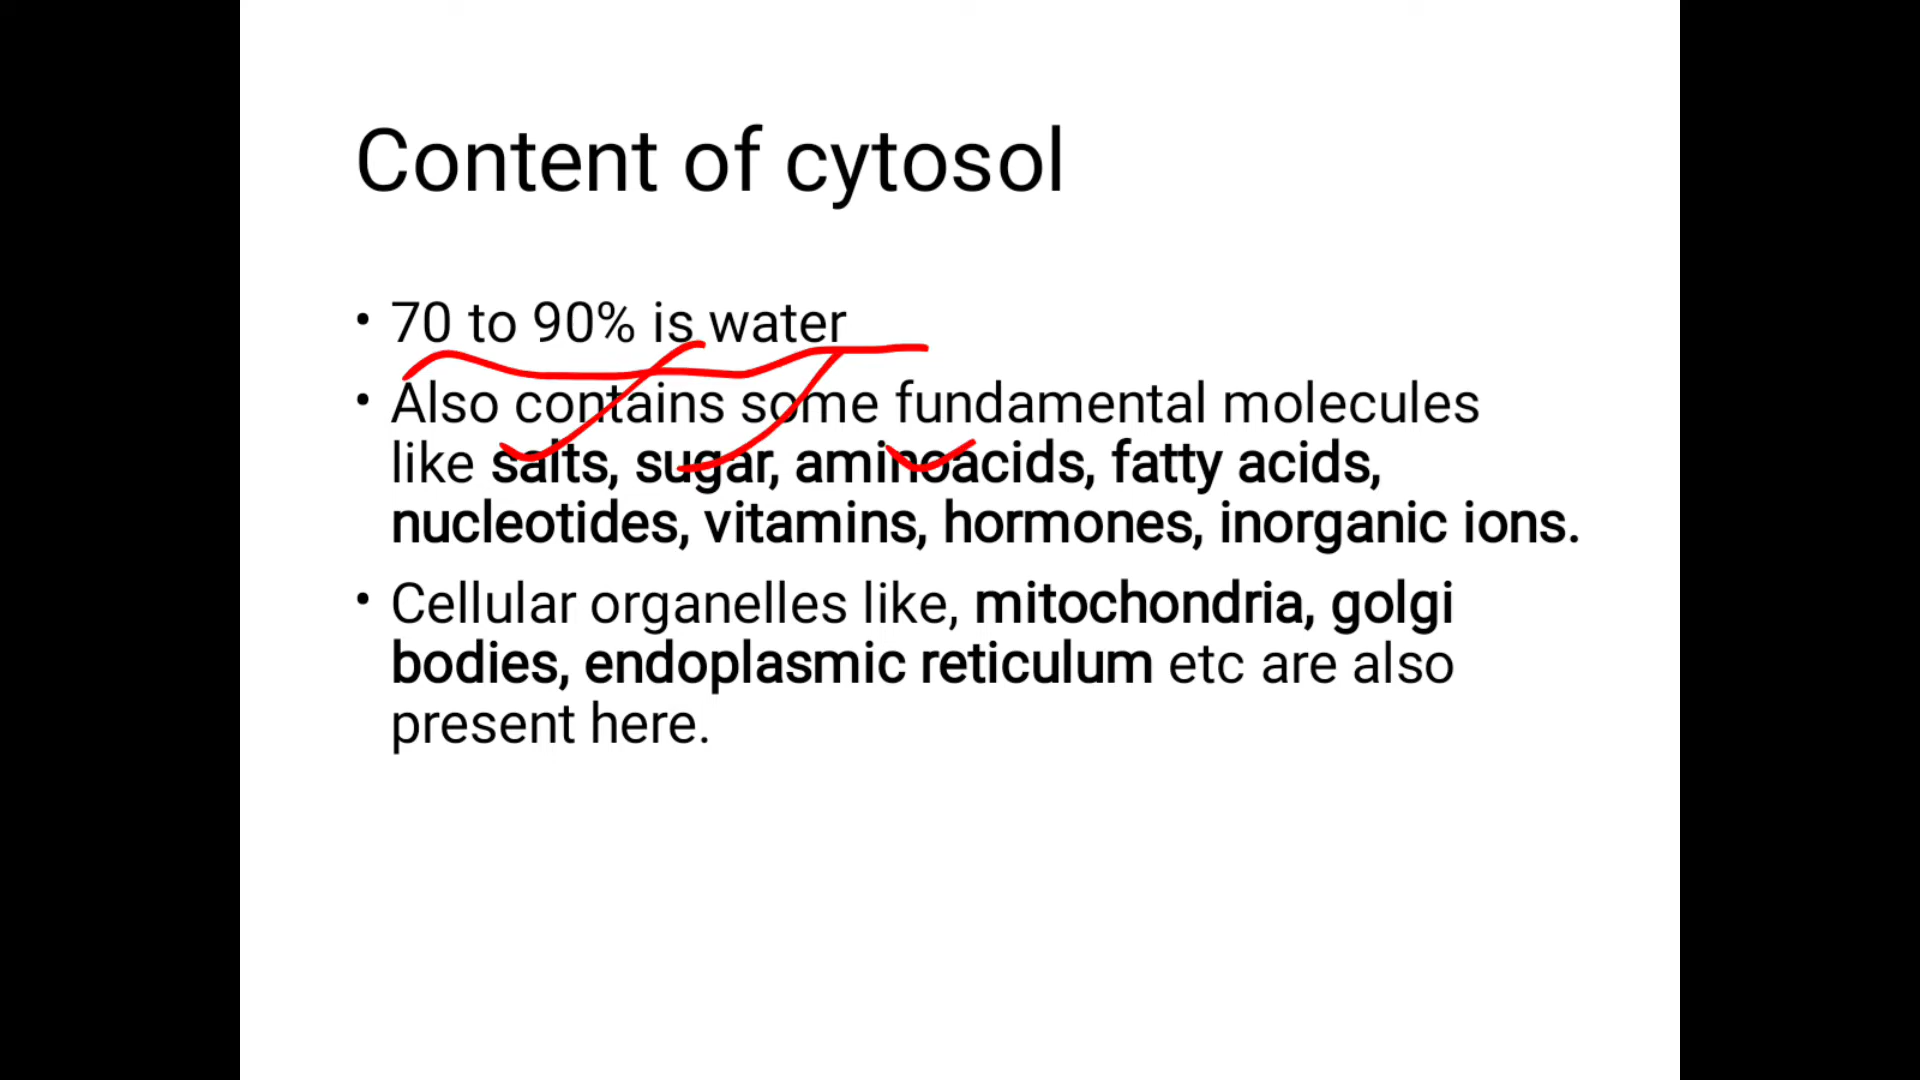 Content of cytosol
• 70 to 90% is water
• Also contains some fundamental molecules
like salts, sugar, aminoacids, fatty acids,
nucleotides, vitamins, hormones, inorganic ions.
• Cellular organelles like, mitochondria, golgi
bodies, endoplasmic reticulum etc are also
present here.